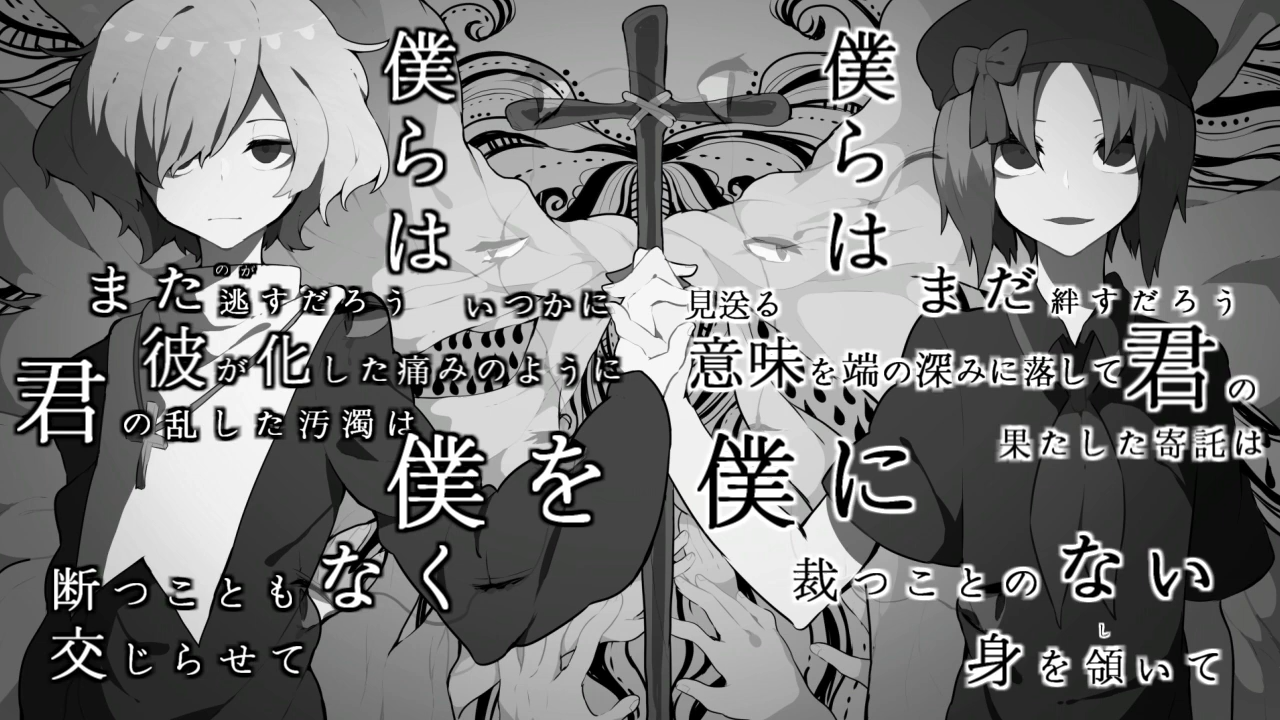 僕らは
また逃すだろう いつかに
のが
彼が化した痛みのように
君の乱した汚濁は
僕を
断つこともなく
交じらせて
僕らは
見送る まだ絆すだろう
意味を端の深みに落して君の
果たした寄託は
僕に
裁つことのない
身を領いて
し